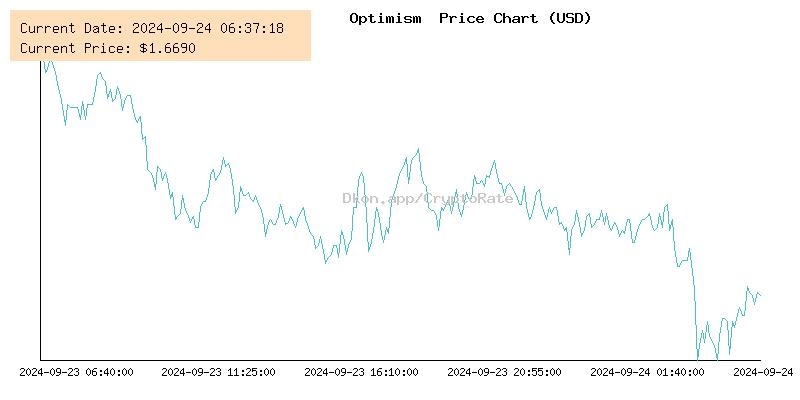 Optimism Price Chart (USD)
Current Date: 2024-09-24 06:37:18
Current Price: $1.6690
Dkon.app/CryptoRate
2024-09-23 06:40:00 2024-09-23 11:25:00 2024-09-23 16:10:00 2024-09-23 20:55:00 2024-09-24 01:40:00 2024-09-24